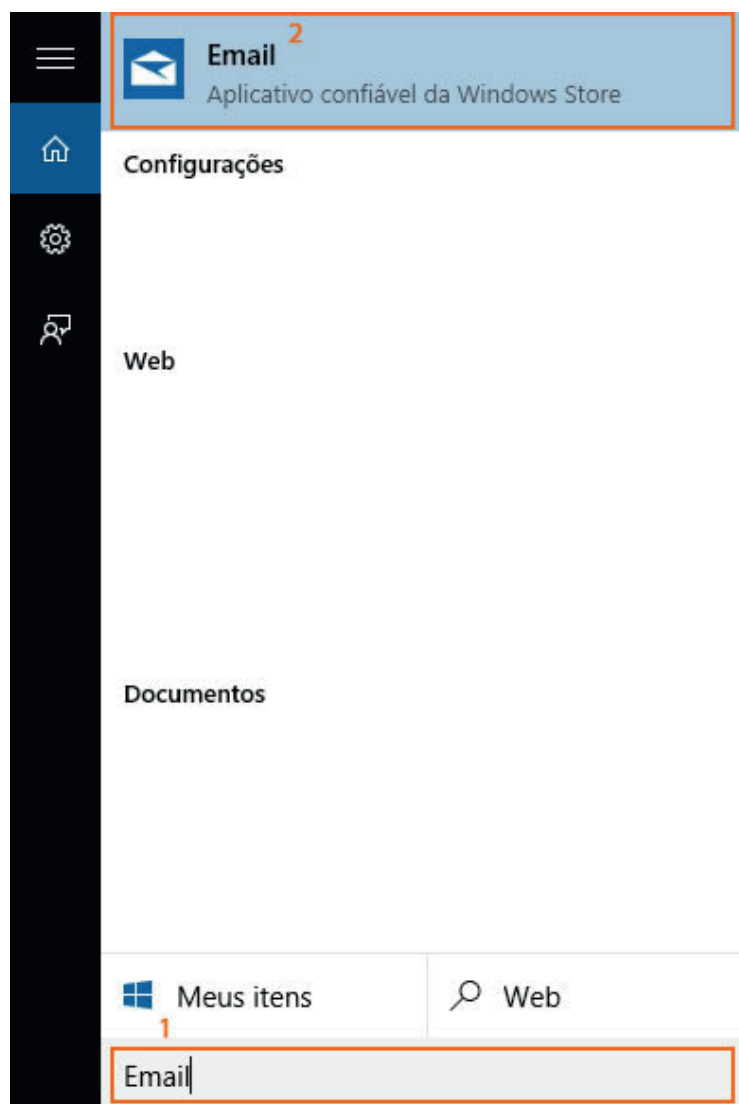 2
Email
Aplicativo confiável da Windows Store
Configurações
Web
Documentos
Meus itens
Web
1
Email